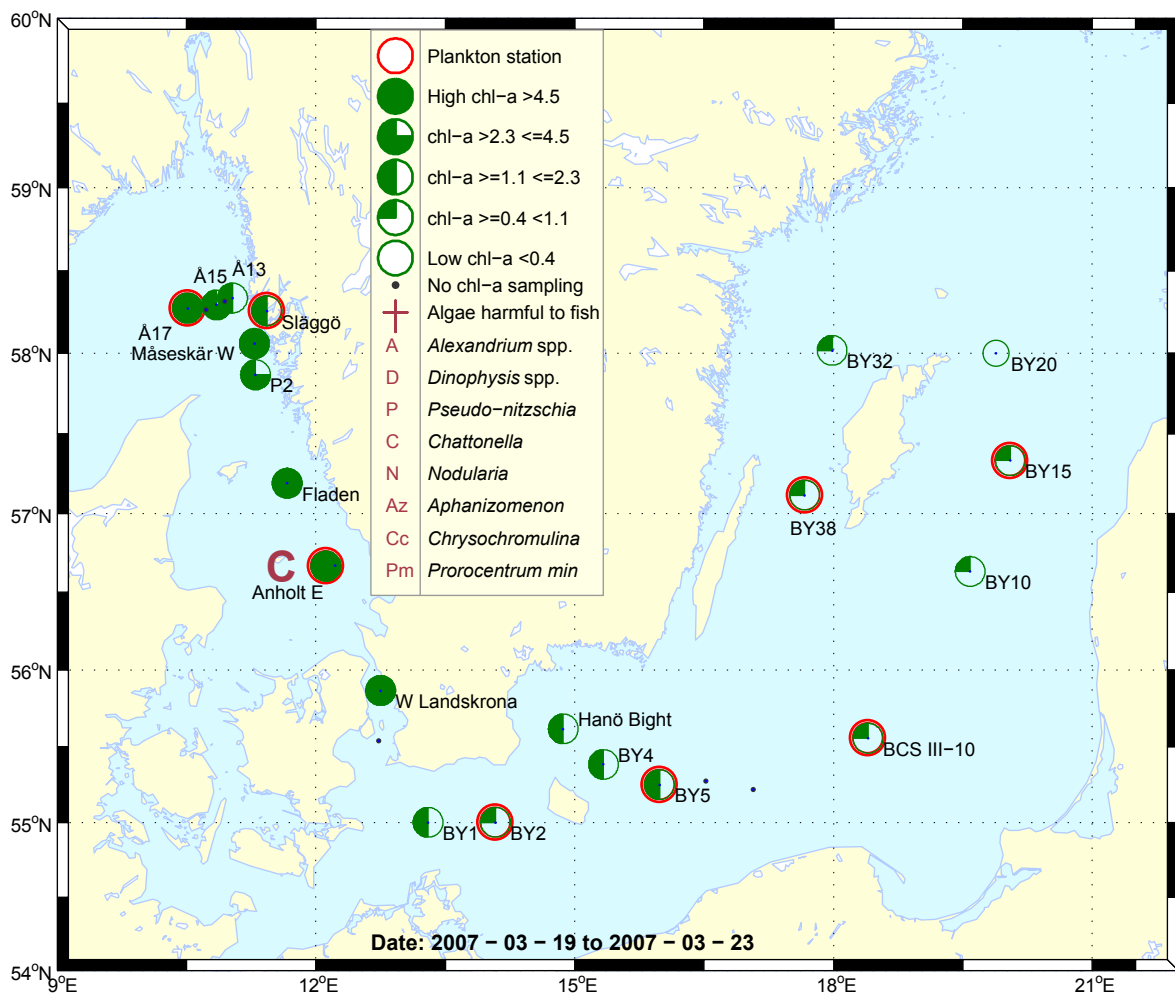 60°N
59°N
58°N
57°N
56°N
55°N
54°N
9°E
12°E
15°E
18°E
21°E
Plankton station
High chl−a >4.5
chl−a >2.3 <=4.5
chl−a >=1.1 <=2.3
chl−a >=0.4 <1.1
Low chl−a <0.4
No chl−a sampling
Algae harmful to fish
A Alexandrium spp.
D Dinophysis spp.
P Pseudo−nitzschia
C Chattonella
N Nodularia
Az Aphanizomenon
Cc Chrysochromulina
Pm Prorocentrum min
Å15
Å13
Å17
Släggö
Måseskär W
P2
Fladen
C
Anholt E
W Landskrona
Hanö Bight
BY4
BY5
BY1
BY2
BY32
BY20
BY15
BY38
BY10
BCS III−10
Date: 2007 − 03 − 19 to 2007 − 03 − 23